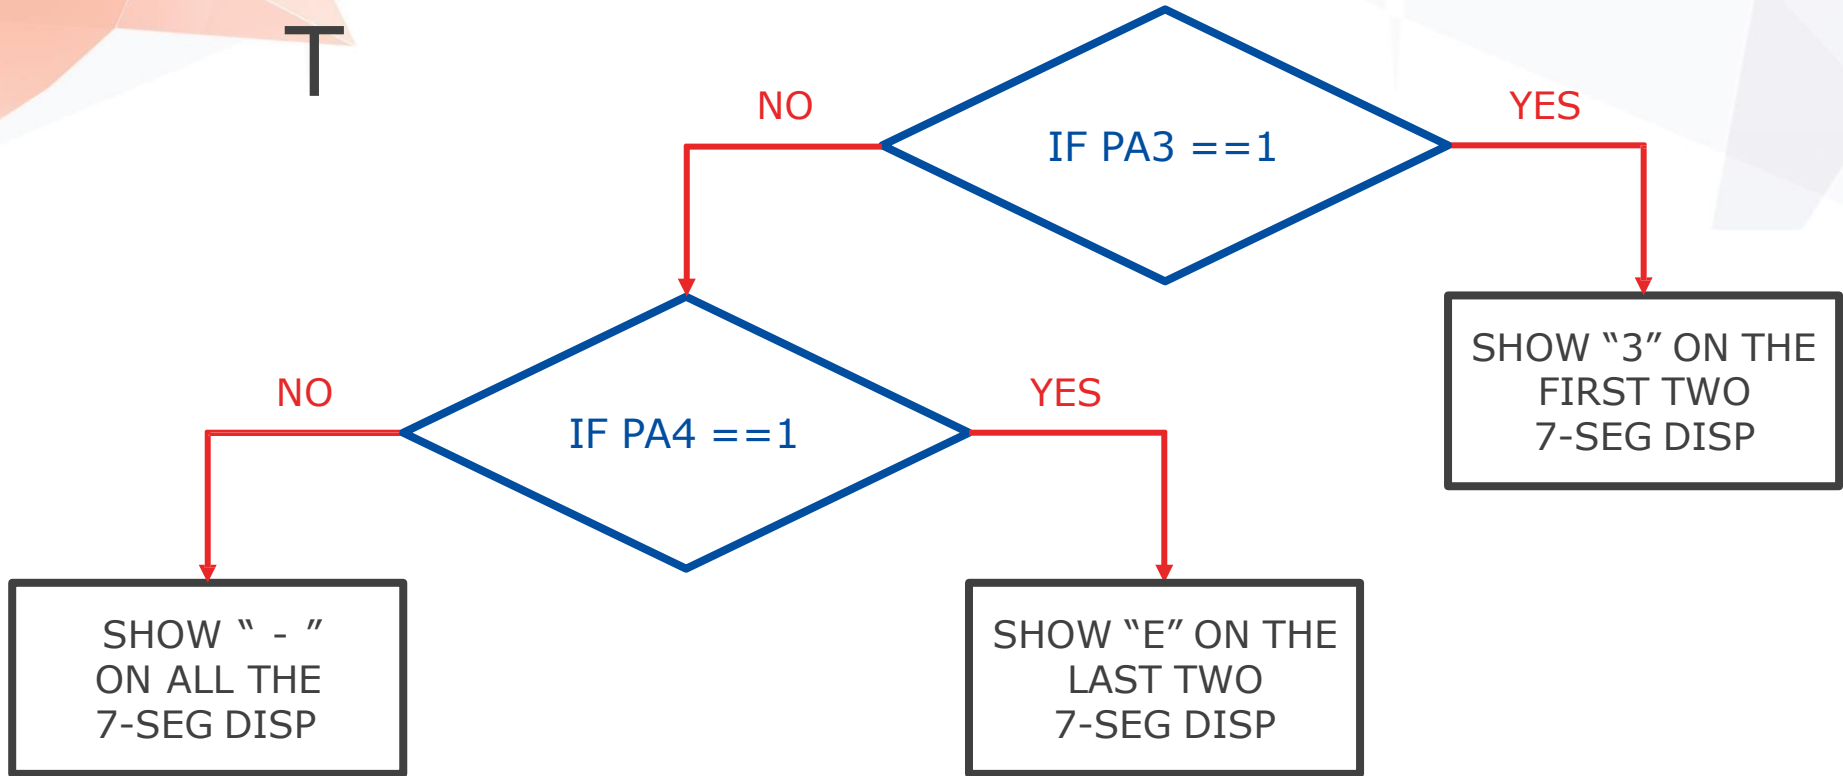 T
NO
IF PA3 ==1
YES
SHOW “3” ON THE
FIRST TWO
7-SEG DISP
NO
IF PA4 ==1
YES
SHOW “ - ”
ON ALL THE
7-SEG DISP
SHOW “E” ON THE
LAST TWO
7-SEG DISP